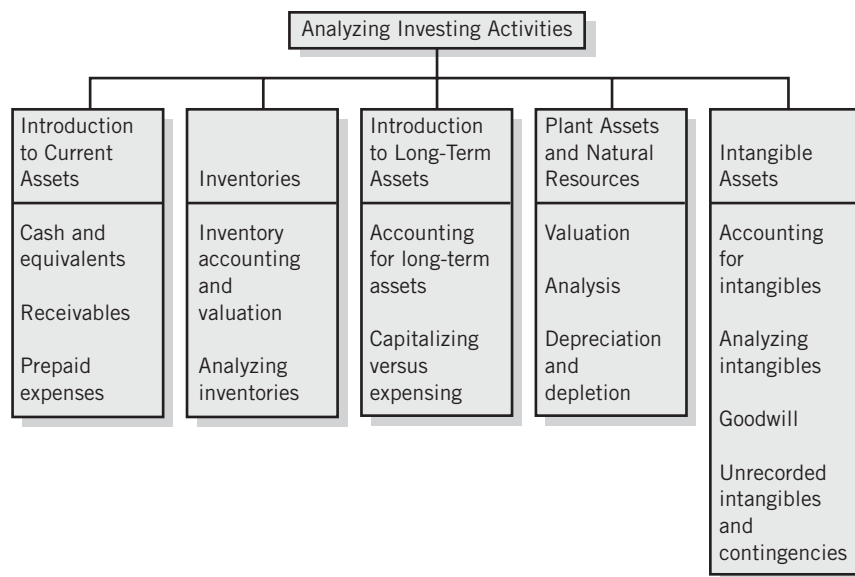 Analyzing Investing Activities
Introduction
to Current
Assets
Cash and
equivalents
Receivables
Prepaid
expenses
Inventories
Inventory
accounting
and
valuation
Analyzing
inventories
Introduction
to Long-Term
Assets
Accounting
for long-term
assets
Capitalizing
versus
expensing
Plant Assets
and Natural
Resources
Valuation
Analysis
Depreciation
and
depletion
Intangible
Assets
Accounting
for
intangibles
Analyzing
intangibles
Goodwill
Unrecorded
intangibles
and
contingencies